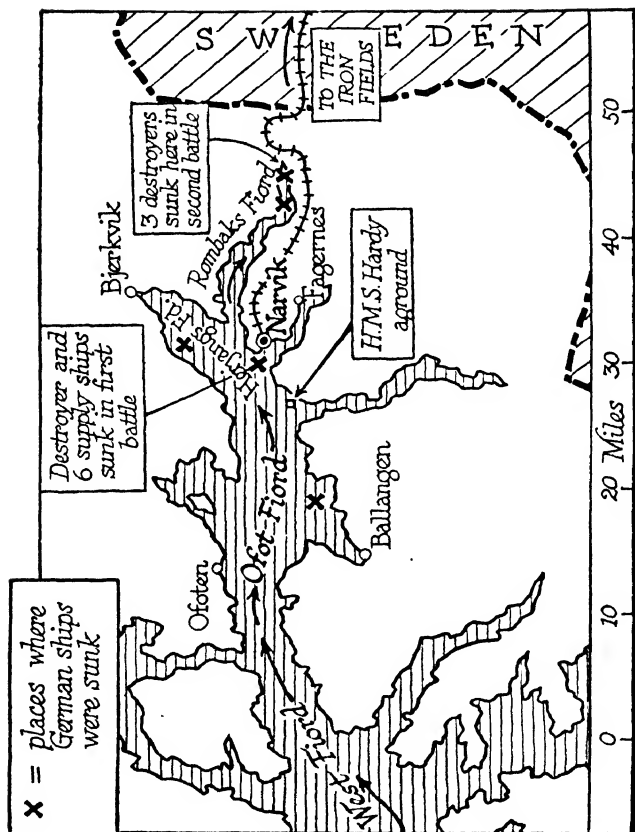 S W E D E N
TO THE
IRON
FIELDS
3 destroyers
sunk here in
second battle
Bjerkvik
Rombaks Fiord
Herjangs Fd.
Narvik
Fagernes
H.M.S. Hardy
aground
Destroyer and
6 supply ships
sunk in first
battle
Ofot-Fiord
Ofoten
Ballangen
West Fiord
x = places where
German ships
were sunk
0 10 20 Miles 30 40 50